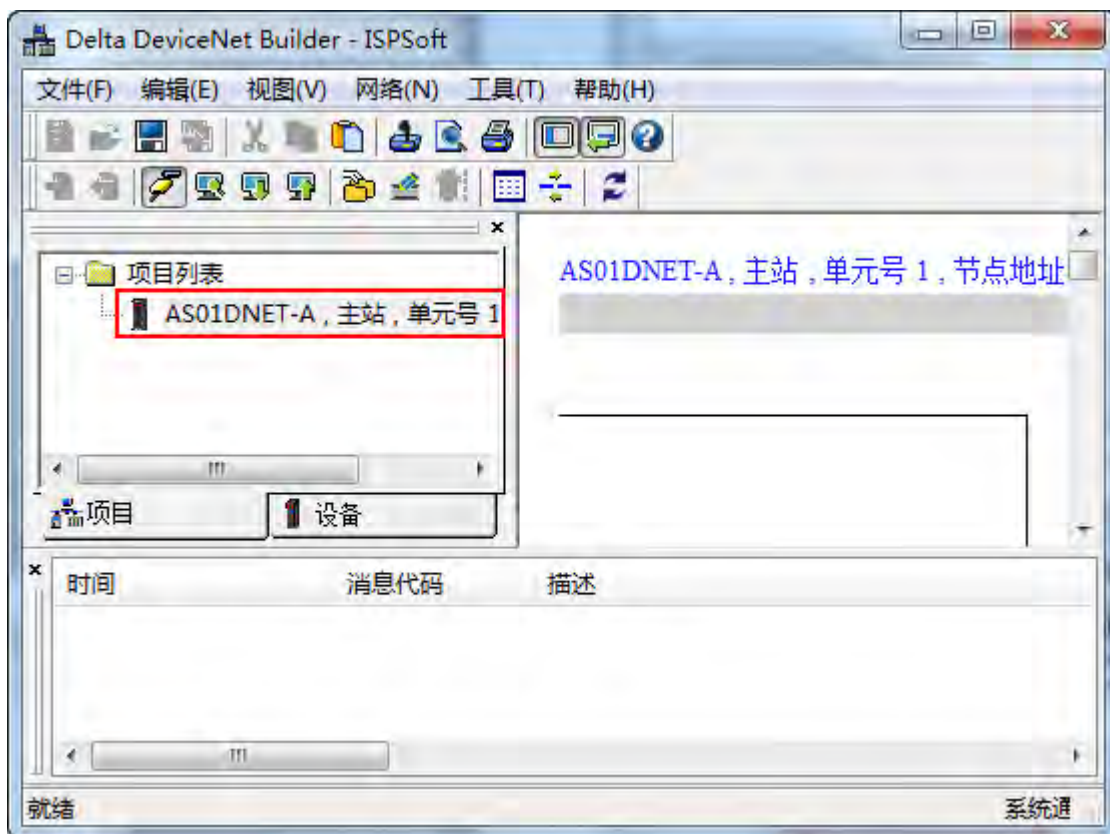 Delta DeviceNet Builder - ISPSoft
文件(F) 编辑(E) 视图(V) 网络(N) 工具(T) 帮助(H)
项目列表
AS01DNET-A , 主站 , 单元号 1
AS01DNET-A , 主站 , 单元号 1 , 节点地址
项目 设备
时间 消息代码 描述
就绪 系统通